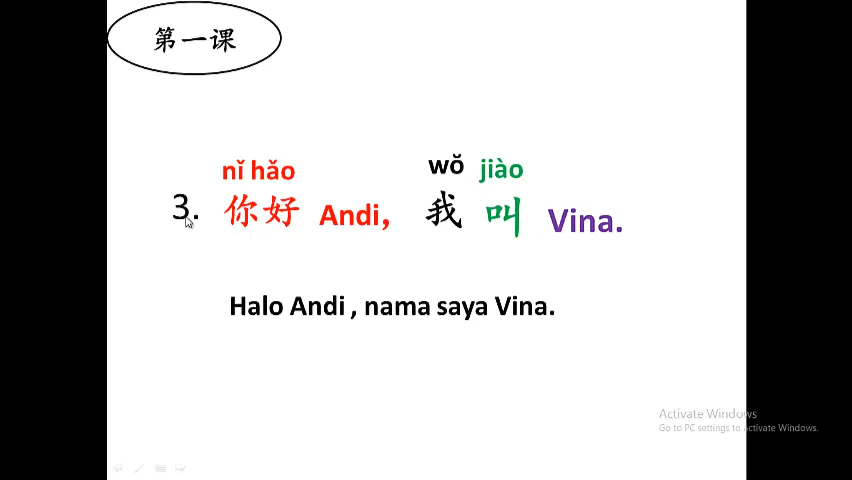 第一课
nǐ hǎo wǒ jiào
3. 你好 Andi, 我 叫 Vina.
Halo Andi , nama saya Vina.
Activate Windows
Go to PC settings to activate Windows.